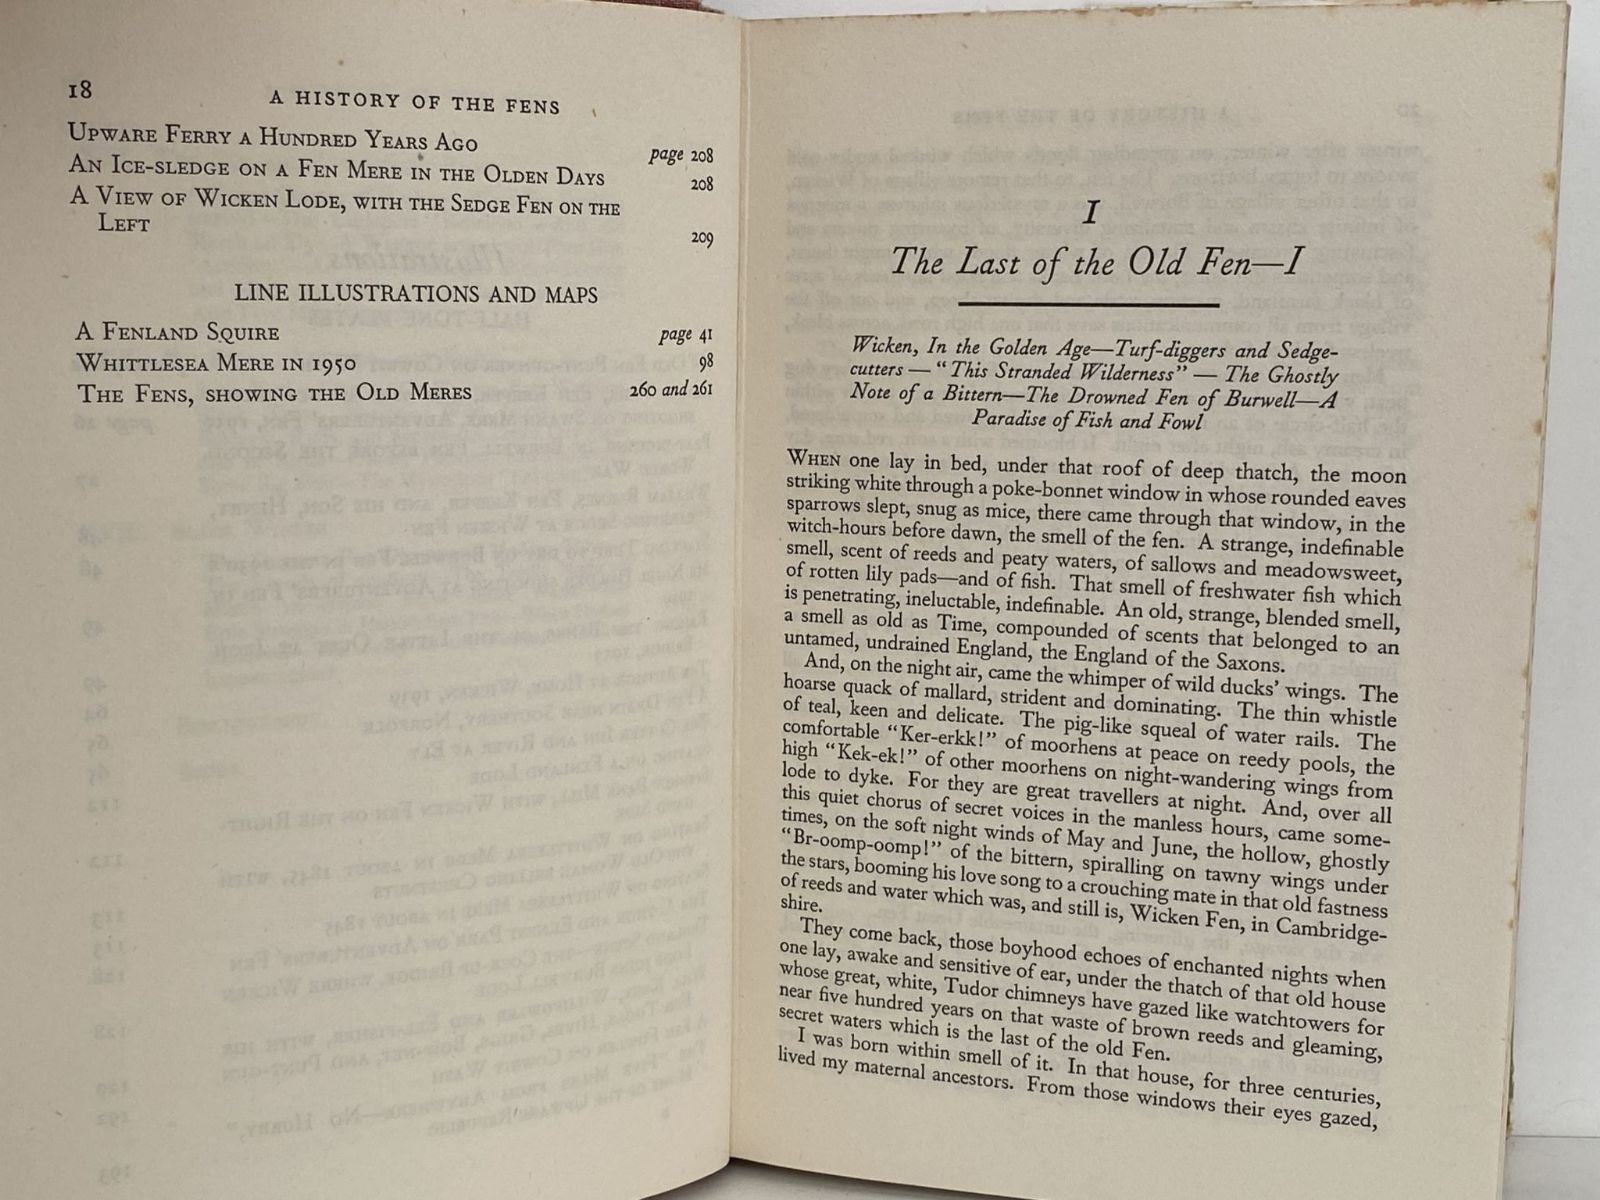 18
A HISTORY OF THE FENS
UPWARE FERRY A HUNDRED YEARS AGO page 208
AN ICE-SLEDGE ON A FEN MERE IN THE OLDEN DAYS 208
A VIEW OF WICKEN LODE, WITH THE SEDGE FEN ON THE
LEFT 209
LINE ILLUSTRATIONS AND MAPS
A FENLAND SQUIRE page 41
WHITTLESEA MERE IN 1950 98
THE FENS, SHOWING THE OLD MERES 260 and 261
I
The Last of the Old Fen—I
Wicken, In the Golden Age—Turf-diggers and Sedge-
cutters — "This Stranded Wilderness" — The Ghostly
Note of a Bittern—The Drowned Fen of Burwell—A
Paradise of Fish and Fowl
WHEN one lay in bed, under that roof of deep thatch, the moon
striking white through a poke-bonnet window in whose rounded eaves
sparrows slept, snug as mice, there came through that window, in the
witch-hours before dawn, the smell of the fen. A strange, indefinable
smell, scent of reeds and peaty waters, of sallows and meadowsweet,
of rotten lily pads—and of fish. That smell of freshwater fish which
is penetrating, ineluctable, indefinable. An old, strange, blended smell,
a smell as old as Time, compounded of scents that belonged to an
untamed, undrained England, the England of the Saxons.
And, on the night air, came the whimper of wild ducks' wings. The
hoarse quack of mallard, strident and dominating. The thin whistle
of teal, keen and delicate. The pig-like squeal of water rails. The
comfortable "Ker-erkk!" of moorhens at peace on reedy pools, the
high "Kek-ek!" of other moorhens on night-wandering wings from
lode to dyke. For they are great travellers at night. And, over all
this quiet chorus of secret voices in the manless hours, came some-
times, on the soft night winds of May and June, the hollow, ghostly
"Br-oomp-oomp!" of the bittern, spiralling on tawny wings under
the stars, booming his love song to a crouching mate in that old fastness
of reeds and water which was, and still is, Wicken Fen, in Cambridge-
shire.
They come back, those boyhood echoes of enchanted nights when
one lay, awake and sensitive of ear, under the thatch of that old house
whose great, white, Tudor chimneys have gazed like watchtowers for
near five hundred years on that waste of brown reeds and gleaming,
secret waters which is the last of the old Fen.
I was born within smell of it. In that house, for three centuries,
lived my maternal ancestors. From those windows their eyes gazed,